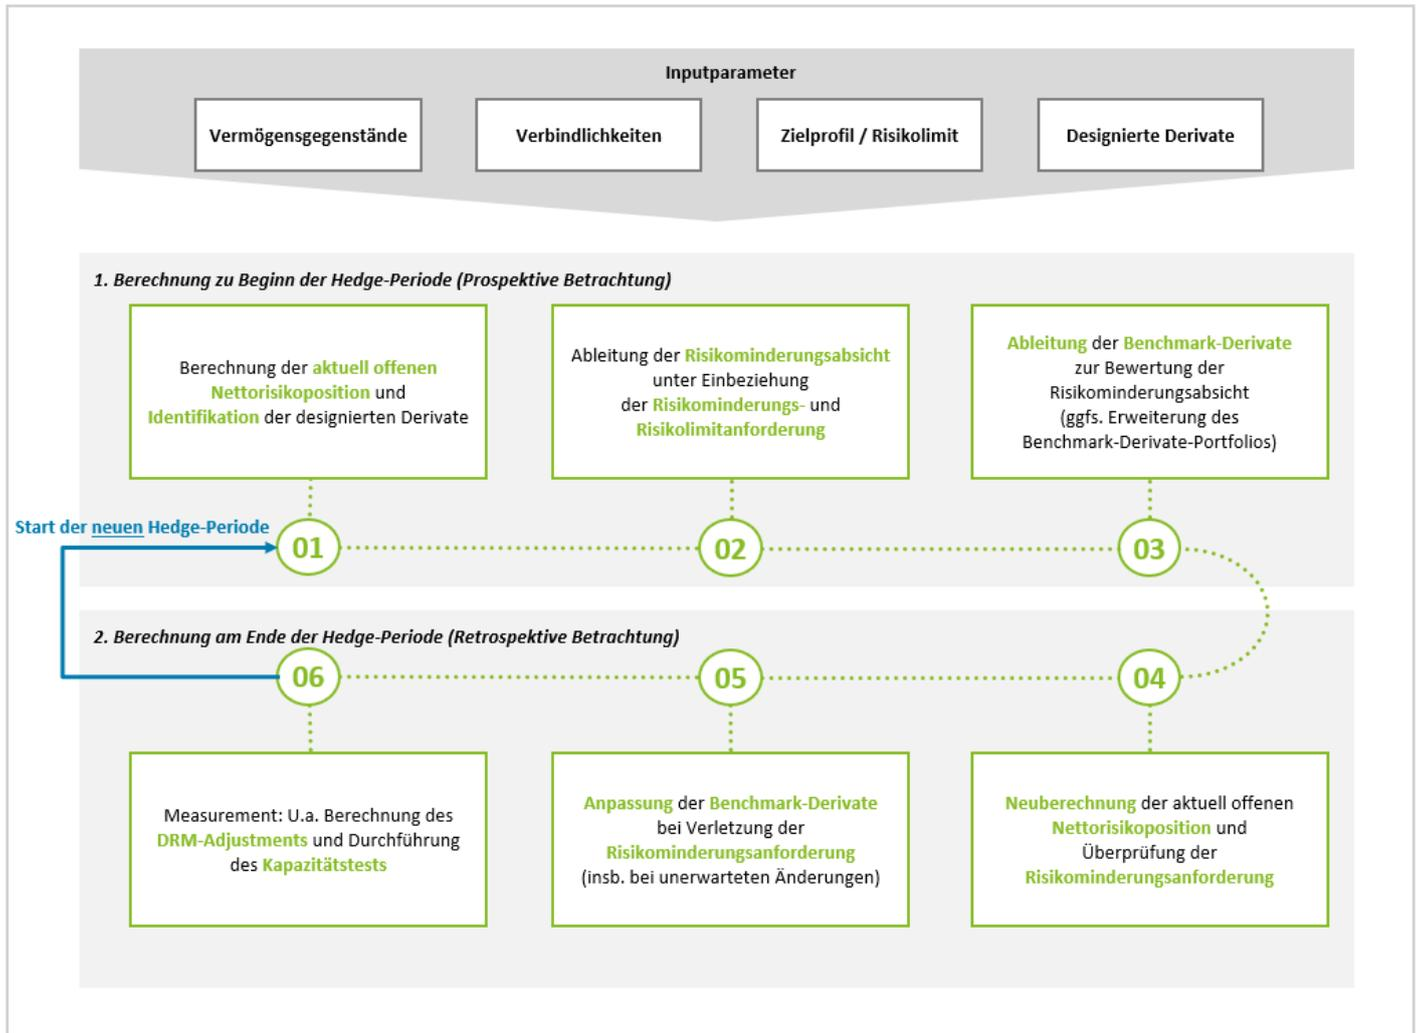 Inputparameter
Vermögensgegenstände
Verbindlichkeiten
Zielprofil / Risikolimit
Designierte Derivate
1. Berechnung zu Beginn der Hedge-Periode (Prospektive Betrachtung)
Berechnung der aktuell offenen
Nettorisikoposition und
Identifikation der designierten Derivate
Ableitung der Risikominderungsabsicht
unter Einbeziehung
der Risikominderungs- und
Risikolimitanforderung
Ableitung der Benchmark-Derivate
zur Bewertung der
Risikominderungsabsicht
(ggfs. Erweiterung des
Benchmark-Derivate-Portfolios)
Start der neuen Hedge-Periode
01
02
03
2. Berechnung am Ende der Hedge-Periode (Retrospektive Betrachtung)
06
05
04
Measurement: U.a. Berechnung des
DRM-Adjustments und Durchführung
des Kapazitätstests
Anpassung der Benchmark-Derivate
bei Verletzung der
Risikominderungsanforderung
(insb. bei unerwarteten Änderungen)
Neuberechnung der aktuell offenen
Nettorisikoposition und
Überprüfung der
Risikominderungsanforderung